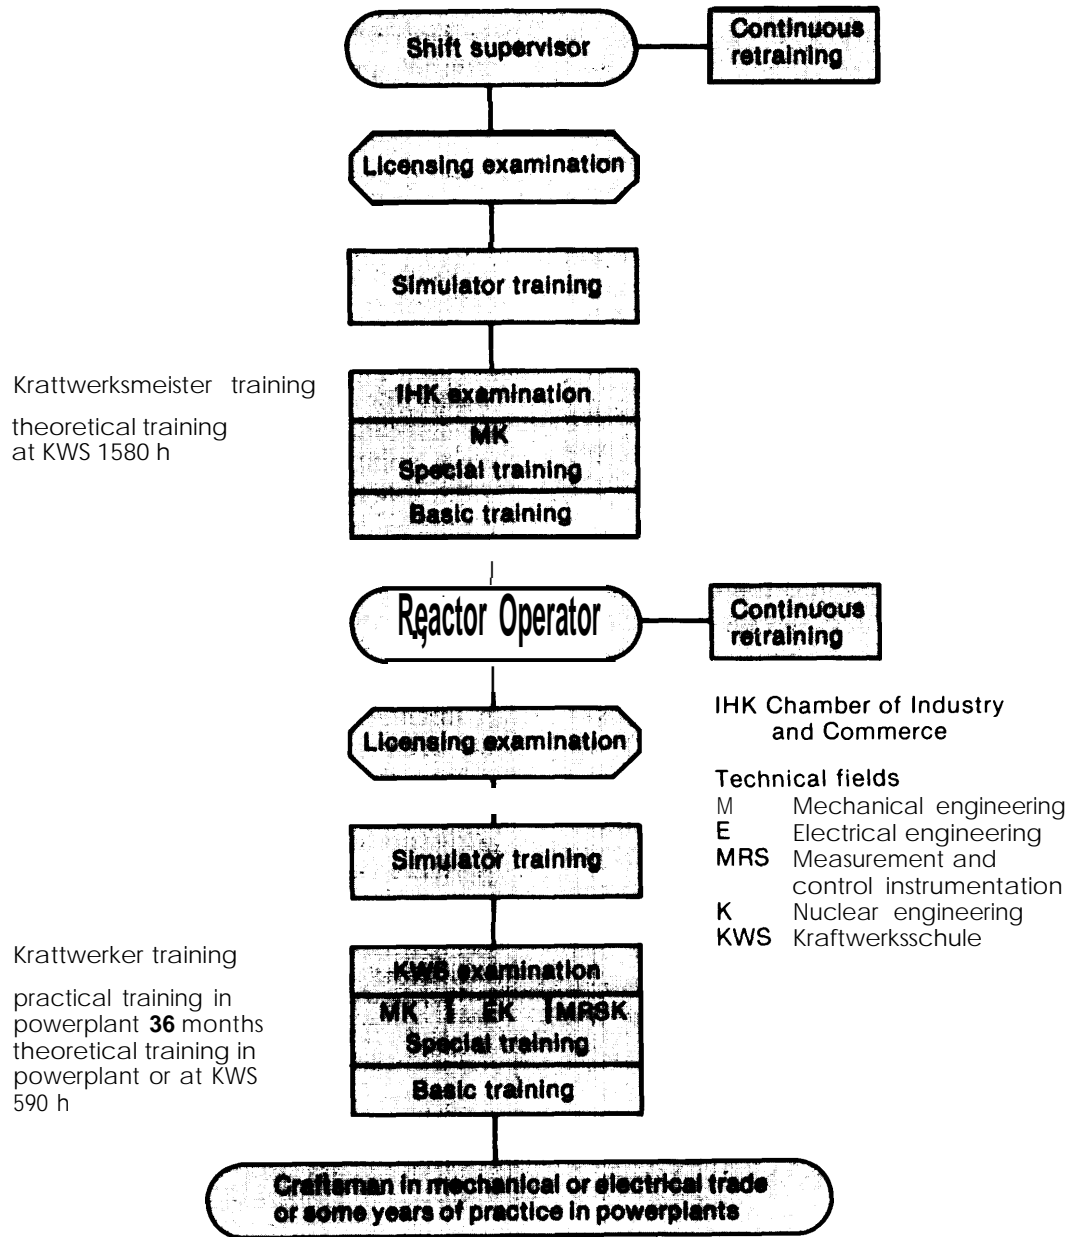 Shift supervisor
Continuous
retraining
Licensing examination
Simulator training
Krattwerksmeister training
theoretical training
at KWS 1580 h
IHK examination
MK
Special training
Basic training
Reactor Operator
Continuous
retraining
Licensing examination
IHK Chamber of Industry
and Commerce
Technical fields
M Mechanical engineering
E Electrical engineering
MRS Measurement and
control instrumentation
K Nuclear engineering
KWS Kraftwerksschule
Simulator training
Krattwerker training
practical training in
powerplant 36 months
theoretical training in
powerplant or at KWS
590 h
KWS examination
MK EK MRSK
Special training
Basic training
Craftsman in mechanical or electrical trade
or some years of practice in powerplants